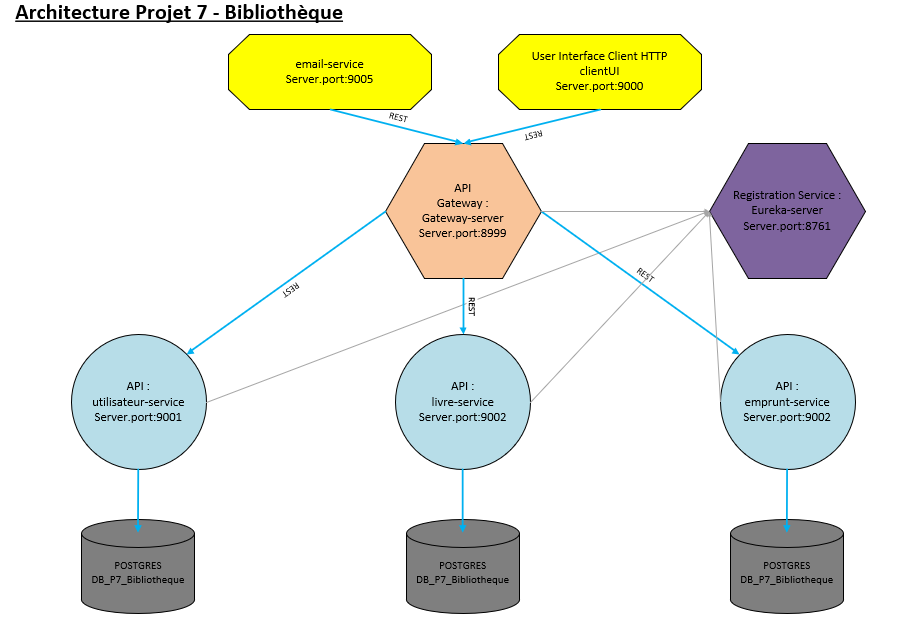 Architecture Projet 7 - Bibliothèque
email-service
Server.port:9005
User Interface Client HTTP
clientUI
Server.port:9000
REST
REST
API
Gateway :
Gateway-server
Server.port:8999
Registration Service :
Eureka-server
Server.port:8761
REST
REST
REST
API :
utilisateur-service
Server.port:9001
API :
livre-service
Server.port:9002
API :
emprunt-service
Server.port:9002
POSTGRES
DB_P7_Bibliotheque
POSTGRES
DB_P7_Bibliotheque
POSTGRES
DB_P7_Bibliotheque